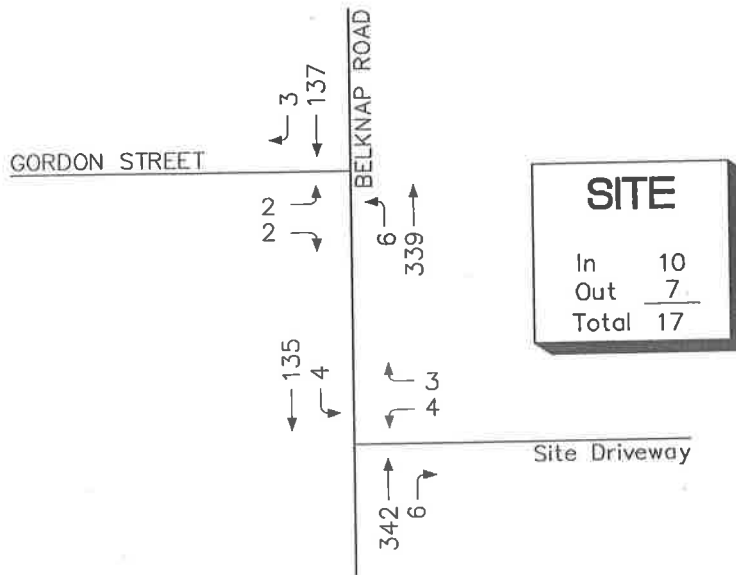 BELKNAP ROAD
3
137
GORDON STREET
2
2
6
339
SITE
In 10
Out 7
Total 17
135
4
3
4
Site Driveway
342
6